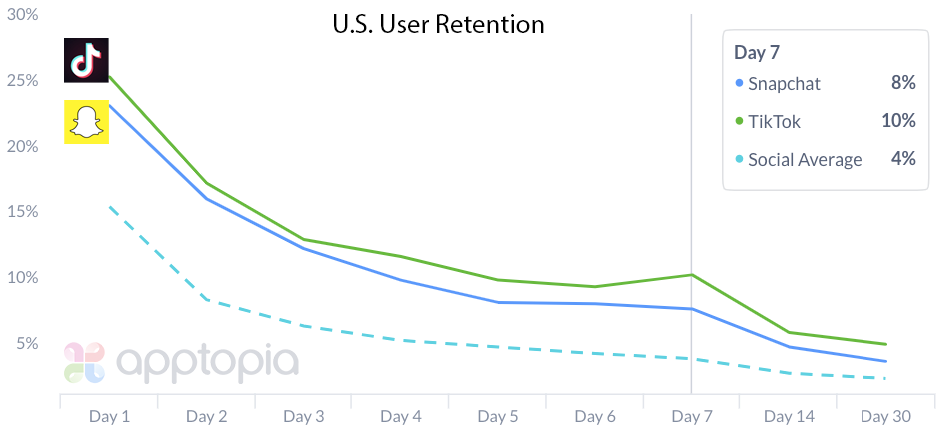 U.S. User Retention
30%
25%
20%
15%
10%
5%
Day 7
Snapchat 8%
TikTok 10%
Social Average 4%
apptopia
Day 1 Day 2 Day 3 Day 4 Day 5 Day 6 Day 7 Day 14 Day 30